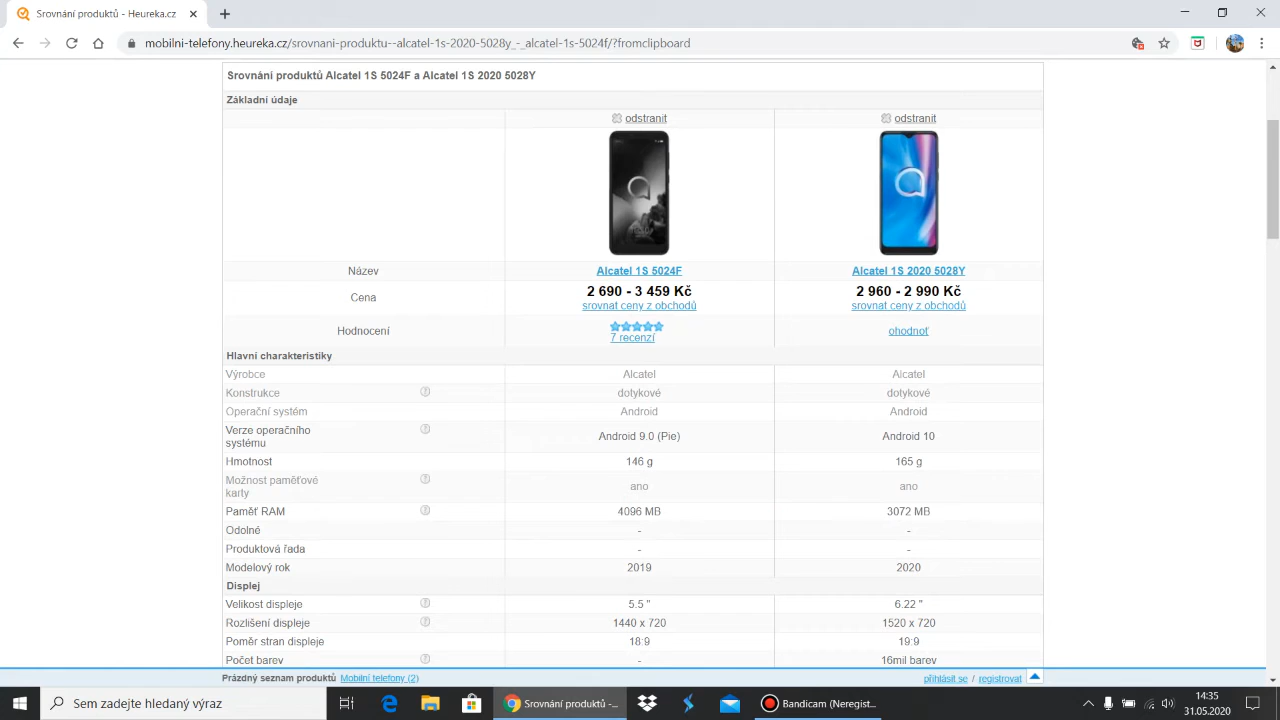 Srovnání produktů - Heureka.cz
mobilni-telefony.heureka.cz/srovnani-produktu--alcatel-1s-2020-5028y_-_alcatel-1s-5024f/?fromclipboard
Srovnání produktů Alcatel 1S 5024F a Alcatel 1S 2020 5028Y
Základní údaje
odstranit odstranit
Název Alcatel 1S 5024F Alcatel 1S 2020 5028Y
Cena 2 690 - 3 459 Kč 2 960 - 2 990 Kč
srovnat ceny z obchodů srovnat ceny z obchodů
Hodnocení 7 recenzí ohodnoť
Hlavní charakteristiky
Výrobce Alcatel Alcatel
Konstrukce dotykové dotykové
Operační systém Android Android
Verze operačního
systému Android 9.0 (Pie) Android 10
Hmotnost 146 g 165 g
Možnost paměťové
karty ano ano
Paměť RAM 4096 MB 3072 MB
Odolné - -
Produktová řada - -
Modelový rok 2019 2020
Displej
Velikost displeje 5.5 " 6.22 "
Rozlišení displeje 1440 x 720 1520 x 720
Poměr stran displeje 18:9 19:9
Počet barev - 16mil barev
Prázdný seznam produktů Mobilní telefony (2) přihlásit se / registrovat
Sem zadejte hledaný výraz Srovnání produktů -... Bandicam (Neregist... 14:35
31.05.2020